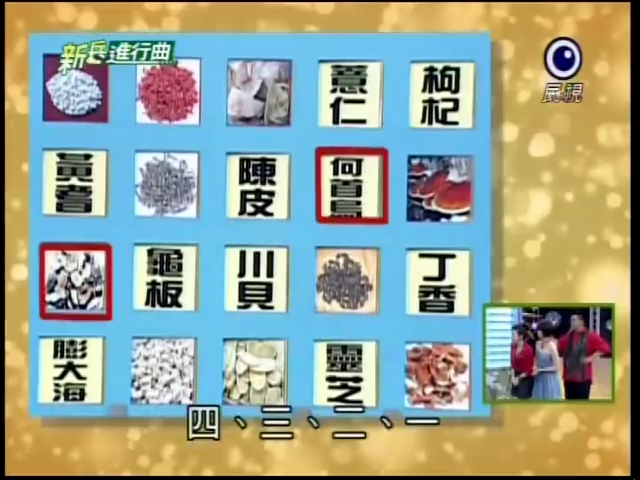 新兵進行曲
民視
薏仁
枸杞
黃耆
陳皮
何首烏
龜板
川貝
丁香
膨大海
靈芝
四、三、二、一